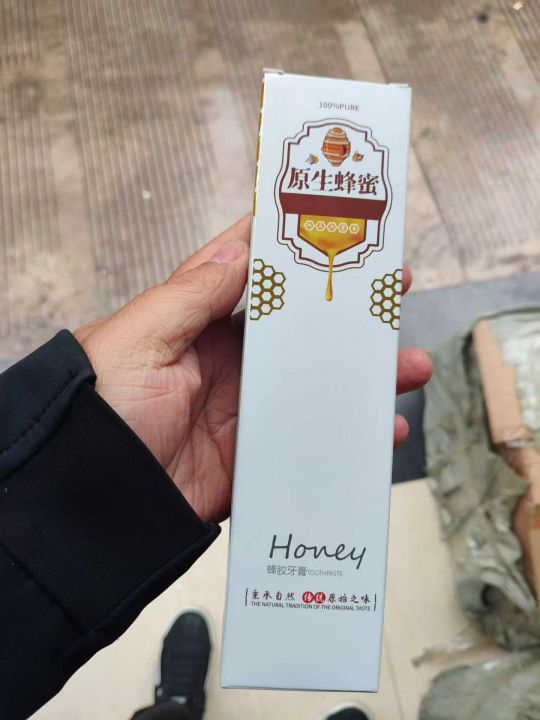 100%PURE
原生蜂蜜
Honey
蜂胶牙膏TOOTHPASTE
秉承自然 传统 原始之味
THE NATURAL TRADITION OF THE ORIGINAL TASTE